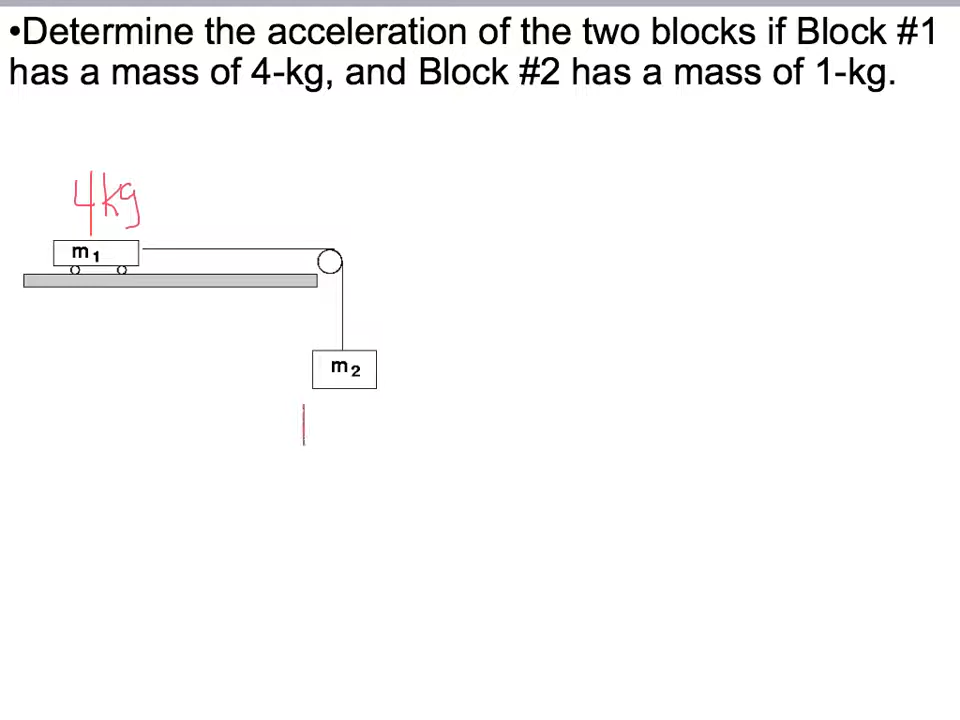 •Determine the acceleration of the two blocks if Block #1
has a mass of 4-kg, and Block #2 has a mass of 1-kg.
4kg
m1
m2
1